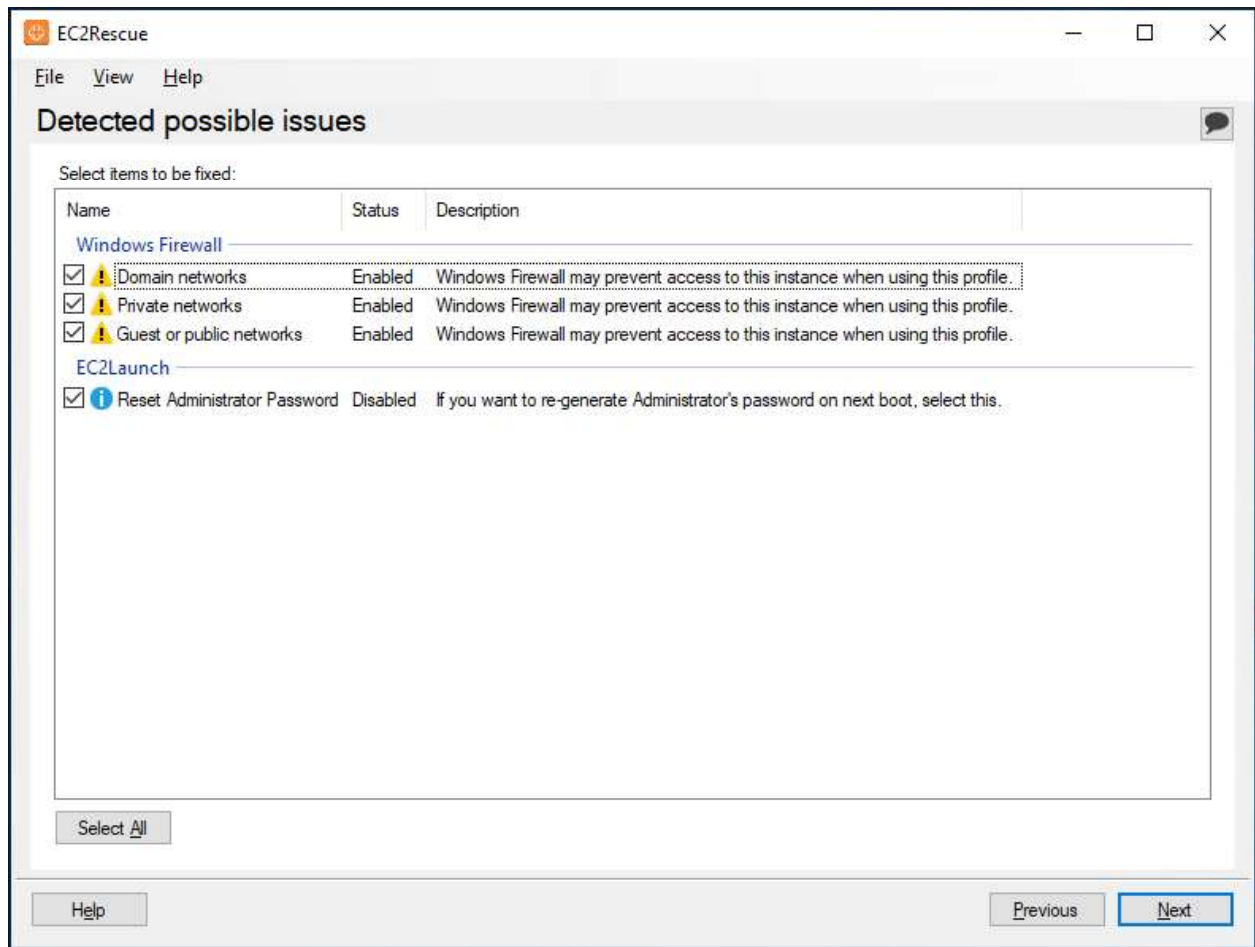 EC2Rescue
File View Help
Detected possible issues
Select items to be fixed:
Name Status Description
Windows Firewall
Domain networks Enabled Windows Firewall may prevent access to this instance when using this profile.
Private networks Enabled Windows Firewall may prevent access to this instance when using this profile.
Guest or public networks Enabled Windows Firewall may prevent access to this instance when using this profile.
EC2Launch
Reset Administrator Password Disabled If you want to re-generate Administrator's password on next boot, select this.
Select All
Help Previous Next